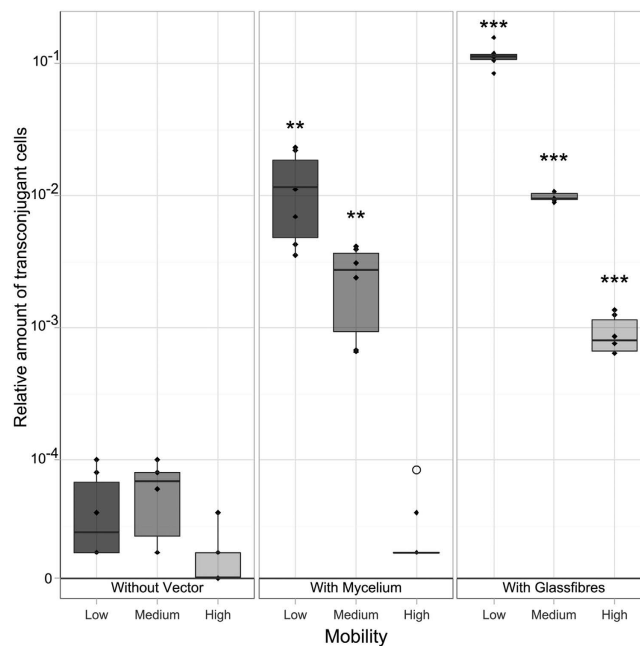 Relative amount of transconjugant cells
10-1
10-2
10-3
10-4
0
***
**
**
***
***
Without Vector
With Mycelium
With Glassfibres
Low
Medium
High
Low
Medium
High
Low
Medium
High
Mobility